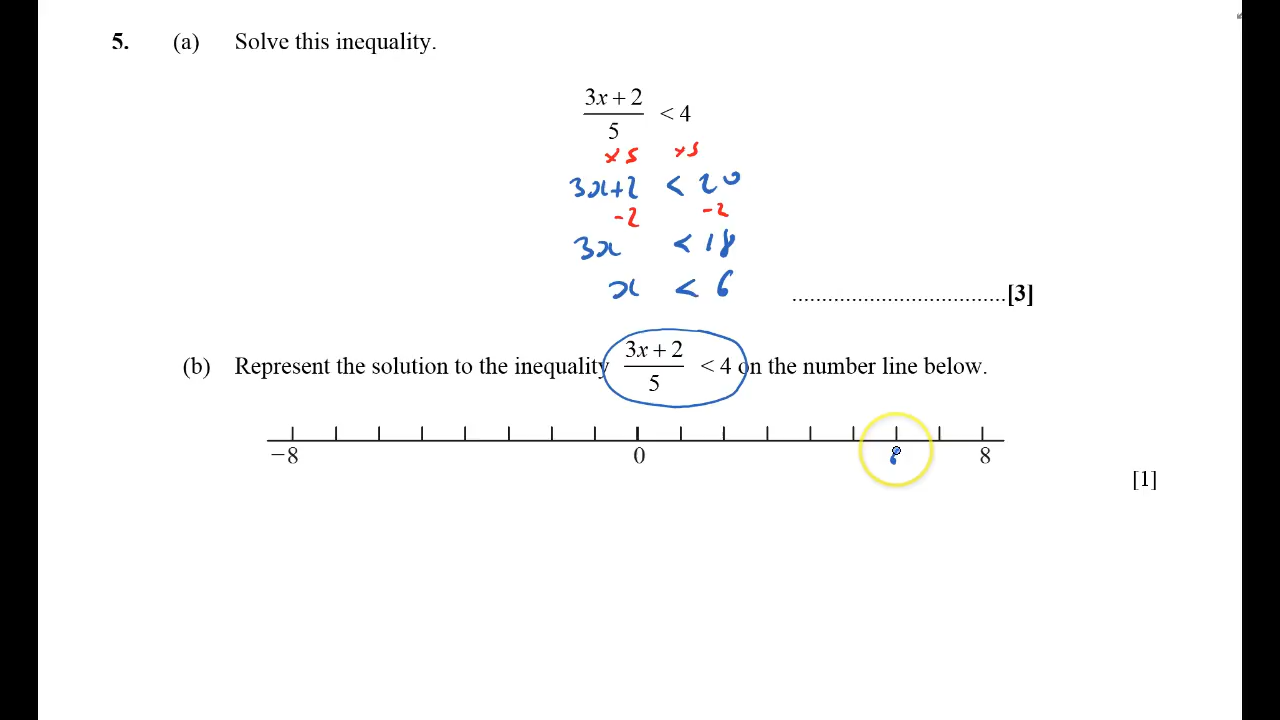 5. (a) Solve this inequality.
3x + 2
5
< 4
×5 ×5
3x+2 < 20
-2 -2
3x < 18
x < 6
....................................[3]
(b) Represent the solution to the inequality (3x + 2)/5 < 4 on the number line below.
−8 0 6 8
[1]